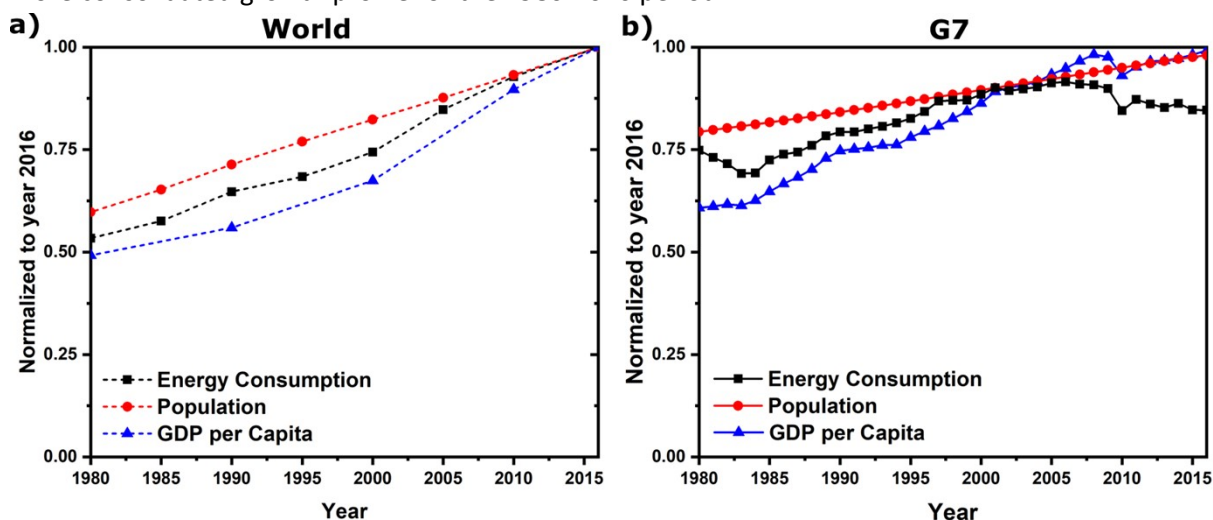 a) World
b) G7
Normalized to year 2016
1.00
0.75
0.50
0.25
0.00
Energy Consumption
Population
GDP per Capita
1980 1985 1990 1995 2000 2005 2010 2015
Year
Normalized to year 2016
1.00
0.75
0.50
0.25
0.00
Energy Consumption
Population
GDP per Capita
1980 1985 1990 1995 2000 2005 2010 2015
Year